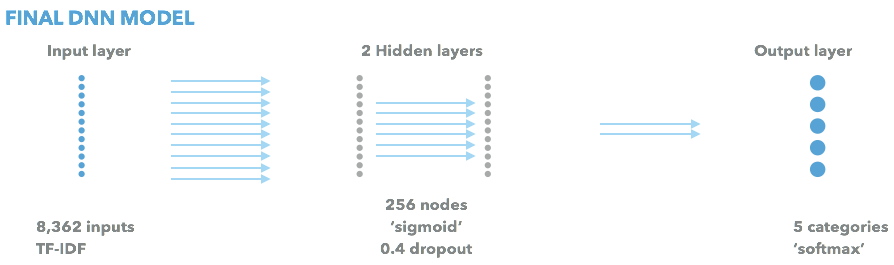 FINAL DNN MODEL
Input layer
2 Hidden layers
Output layer
8,362 inputs
TF-IDF
256 nodes
‘sigmoid’
0.4 dropout
5 categories
‘softmax’